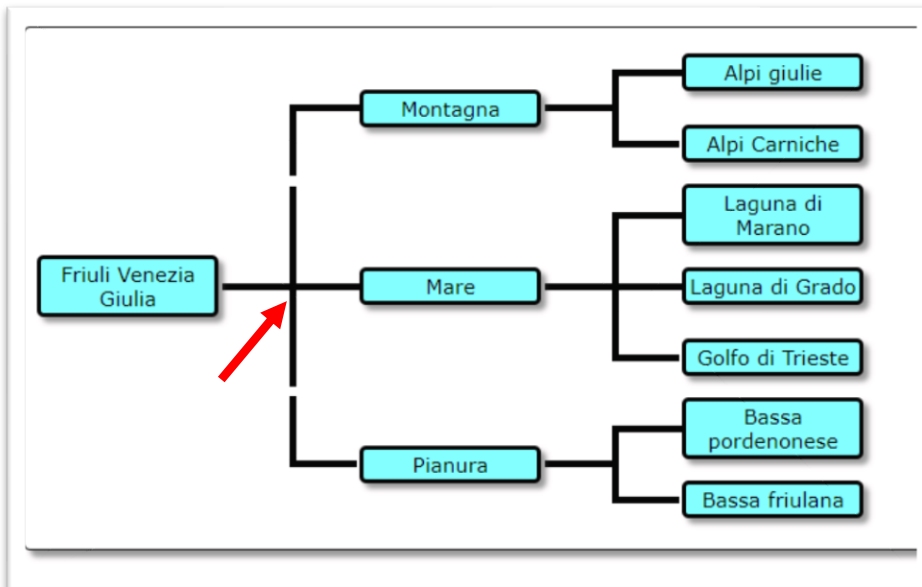 Friuli Venezia
Giulia
Montagna
Alpi giulie
Alpi Carniche
Mare
Laguna di
Marano
Laguna di Grado
Golfo di Trieste
Pianura
Bassa
pordenonese
Bassa friulana